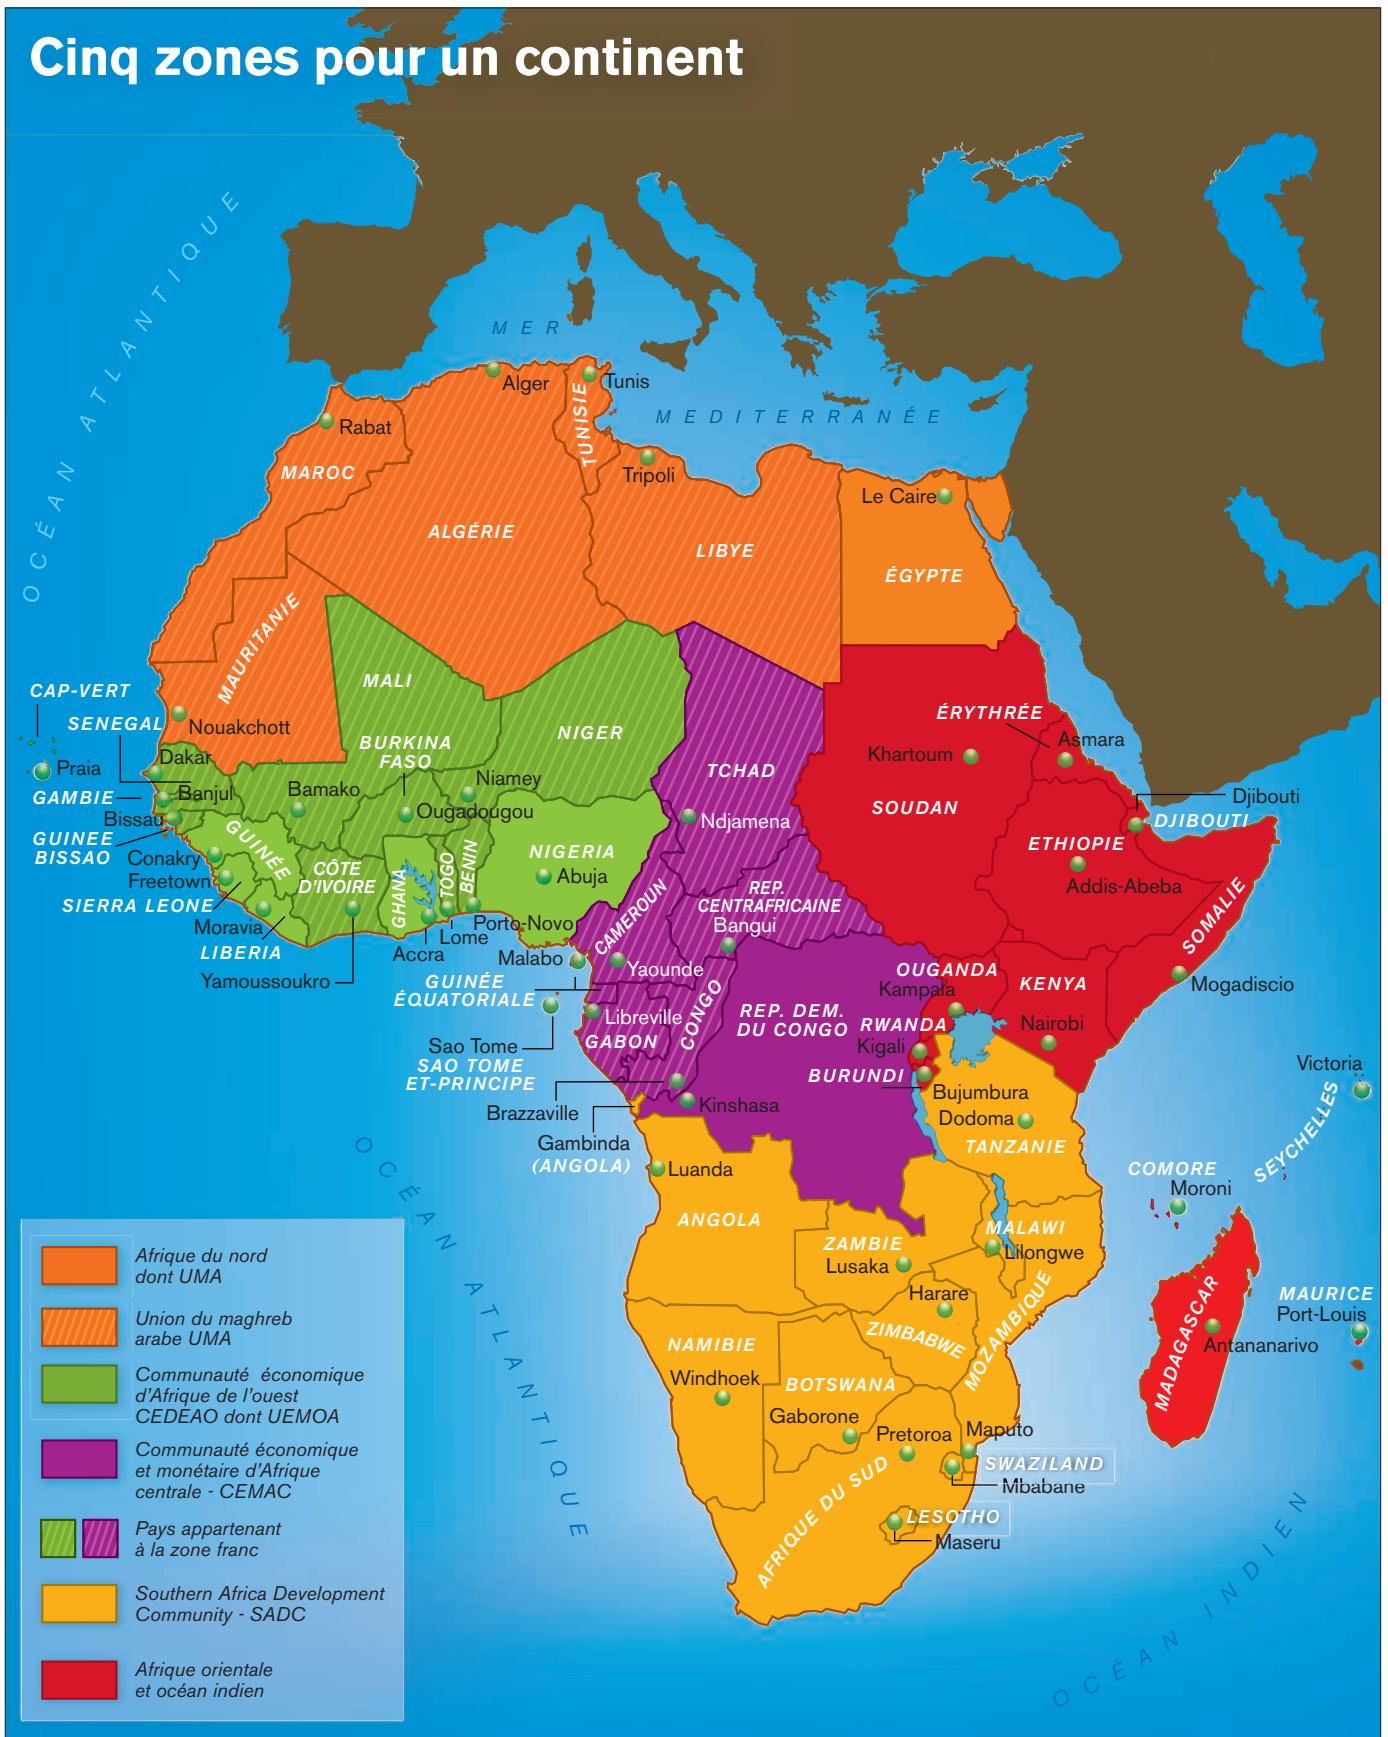 Cinq zones pour un continent
OCÉAN ATLANTIQUE
MER
MEDITERRANÉE
Alger
Tunis
TUNISIE
Rabat
MAROC
Tripoli
Le Caire
ALGÉRIE
LIBYE
ÉGYPTE
MAURITANIE
Nouakchott
CAP-VERT
Praia
SENEGAL
Dakar
GAMBIE
Banjul
Bissau
GUINEE
BISSAO
MALI
Bamako
BURKINA
FASO
Ougadougou
NIGER
Niamey
TCHAD
Ndjamena
Khartoum
SOUDAN
ÉRYTHRÉE
Asmara
Djibouti
DJIBOUTI
ETHIOPIE
Addis-Abeba
SOMALIE
Mogadiscio
GUINÉE
Conakry
Freetown
SIERRA LEONE
Moravia
LIBERIA
CÔTE
D'IVOIRE
Yamoussoukro
GHANA
Accra
TOGO
Lome
BENIN
Porto-Novo
NIGERIA
Abuja
CAMEROUN
Yaounde
REP.
CENTRAFRICAINE
Bangui
Malabo
GUINÉE
ÉQUATORIALE
Libreville
GABON
CONGO
Sao Tome
SAO TOME
ET-PRINCIPE
Brazzaville
Kinshasa
Gambinda
(ANGOLA)
REP. DEM.
DU CONGO
OUGANDA
Kampala
KENYA
Nairobi
RWANDA
Kigali
BURUNDI
Bujumbura
Dodoma
TANZANIE
Victoria
SEYCHELLES
COMORE
Moroni
Luanda
ANGOLA
ZAMBIE
Lusaka
MALAWI
Lilongwe
Harare
ZIMBABWE
MOZAMBIQUE
MADAGASCAR
Antananarivo
MAURICE
Port-Louis
NAMIBIE
Windhoek
BOTSWANA
Gaborone
Pretoroa
Maputo
SWAZILAND
Mbabane
AFRIQUE DU SUD
LESOTHO
Maseru
OCÉAN ATLANTIQUE
OCÉAN INDIEN
Afrique du nord
dont UMA
Union du maghreb
arabe UMA
Communauté économique
d'Afrique de l'ouest
CEDEAO dont UEMOA
Communauté économique
et monétaire d'Afrique
centrale - CEMAC
Pays appartenant
à la zone franc
Southern Africa Development
Community - SADC
Afrique orientale
et océan indien